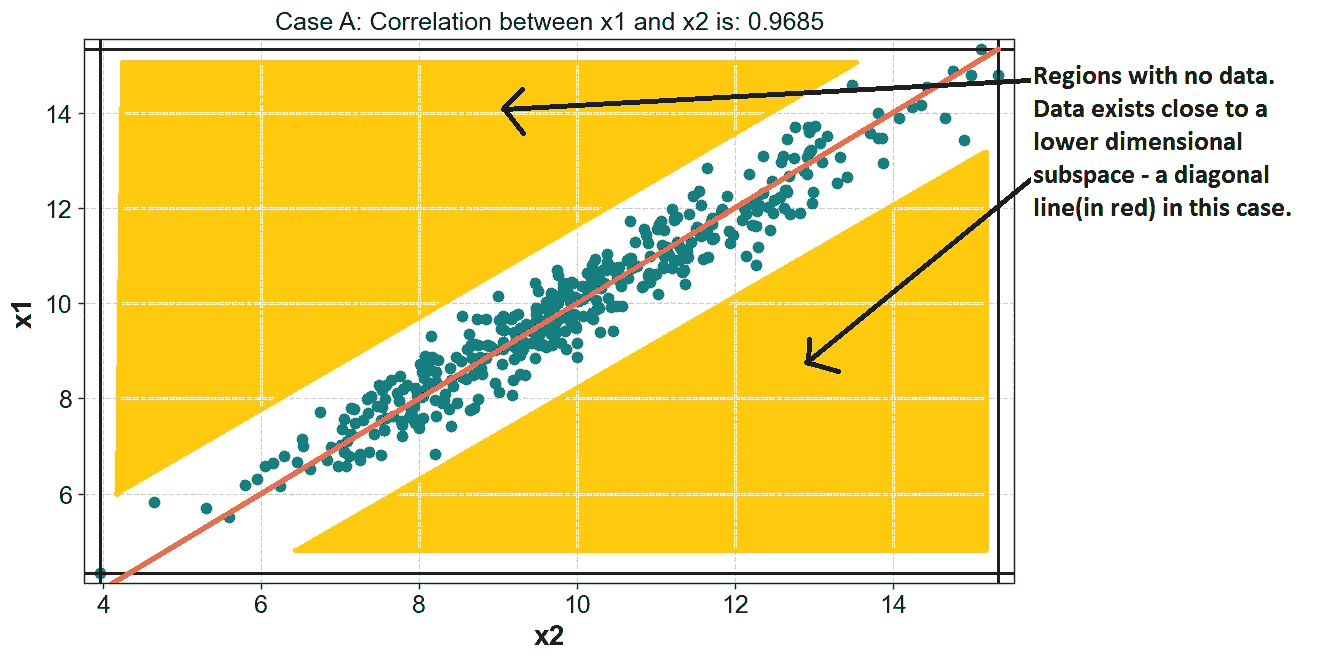 Case A: Correlation between x1 and x2 is: 0.9685
Regions with no data.
Data exists close to a
lower dimensional
subspace - a diagonal
line(in red) in this case.
14
12
10
8
6
x1
4 6 8 10 12 14
x2